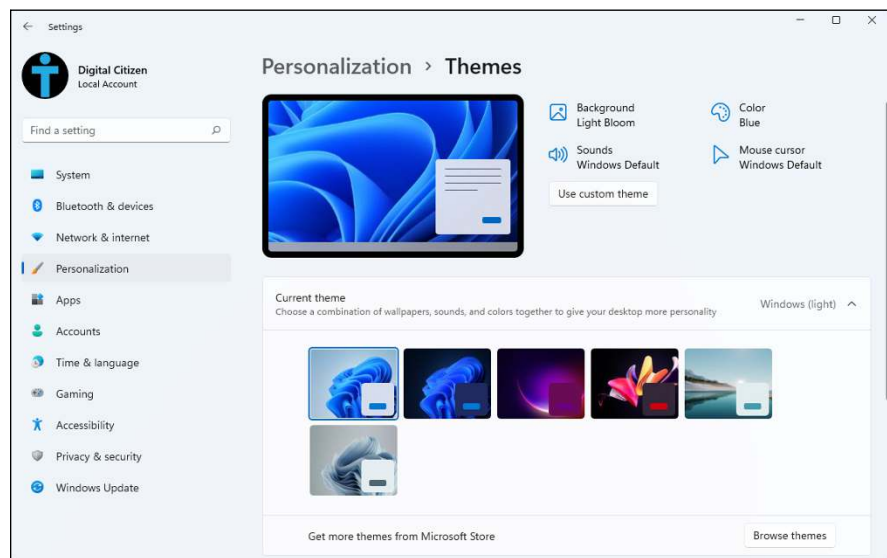 Settings
Digital Citizen
Local Account
Find a setting
System
Bluetooth & devices
Network & internet
Personalization
Apps
Accounts
Time & language
Gaming
Accessibility
Privacy & security
Windows Update
Personalization > Themes
Background
Light Bloom
Color
Blue
Sounds
Windows Default
Mouse cursor
Windows Default
Use custom theme
Current theme
Choose a combination of wallpapers, sounds, and colors together to give your desktop more personality
Windows (light)
Get more themes from Microsoft Store
Browse themes